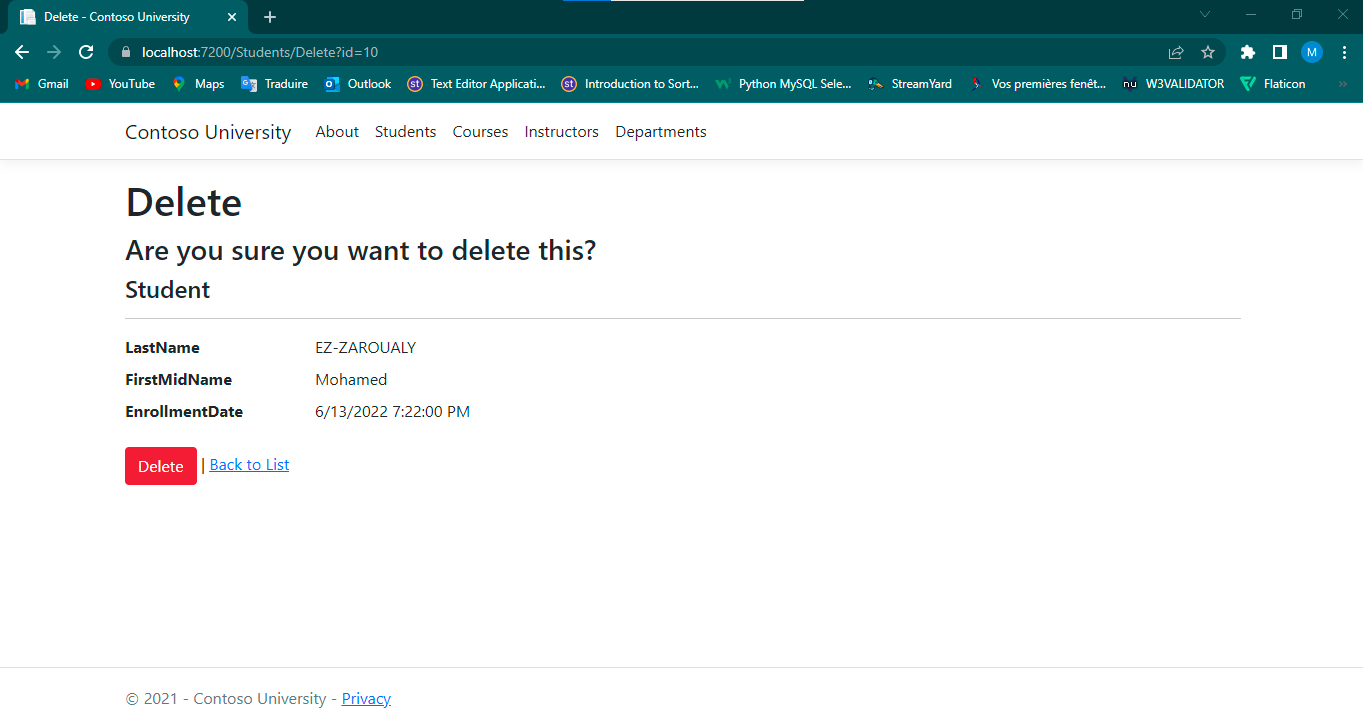 Delete - Contoso University
localhost:7200/Students/Delete?id=10
M
Gmail YouTube Maps Traduire Outlook st Text Editor Applicati... st Introduction to Sort... Python MySQL Sele... StreamYard Vos premières fenêt... nu W3VALIDATOR Flaticon »
Contoso University About Students Courses Instructors Departments
Delete
Are you sure you want to delete this?
Student
LastName EZ-ZAROUALY
FirstMidName Mohamed
EnrollmentDate 6/13/2022 7:22:00 PM
Delete | Back to List
© 2021 - Contoso University - Privacy